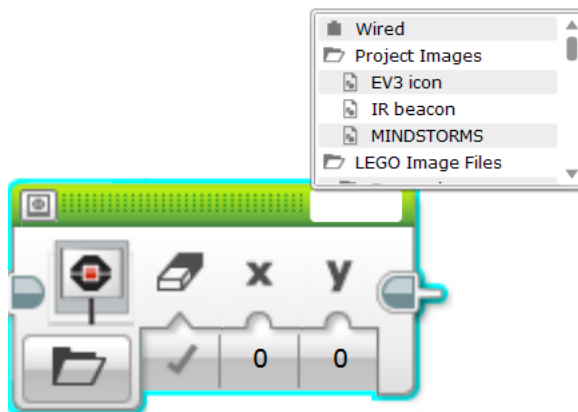 Wired
Project Images
EV3 icon
IR beacon
MINDSTORMS
LEGO Image Files
x y
0 0